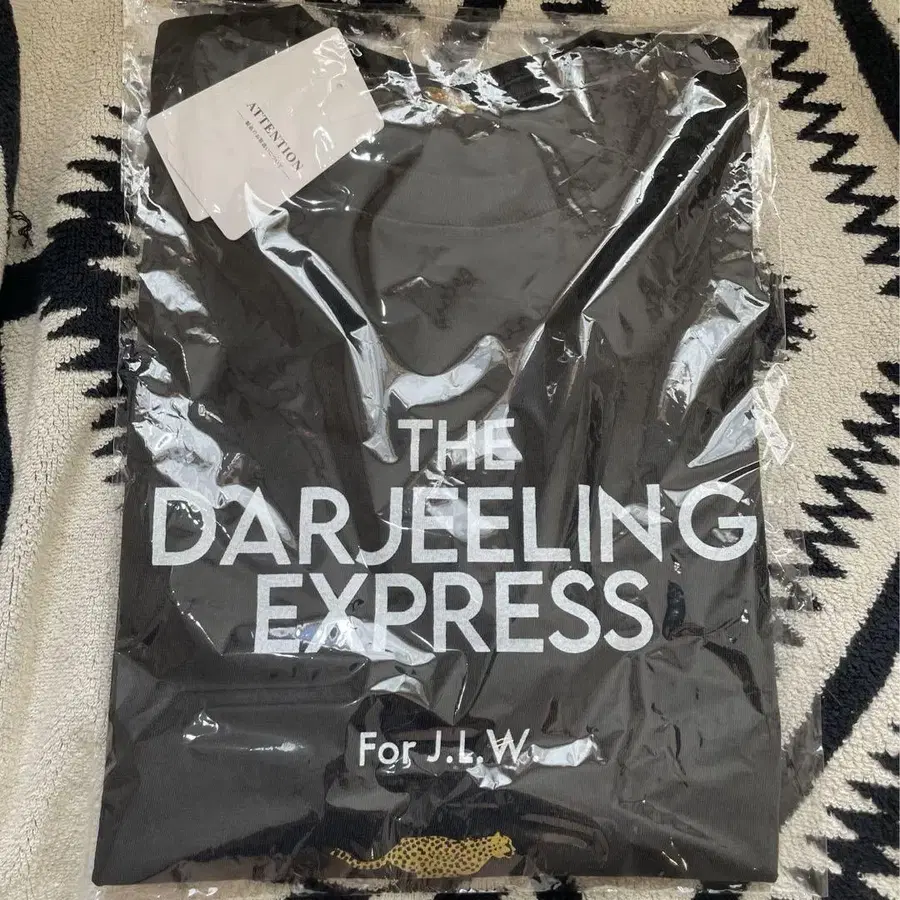 ATTENTION
THE
DARJEELING
EXPRESS
For J.L.W.